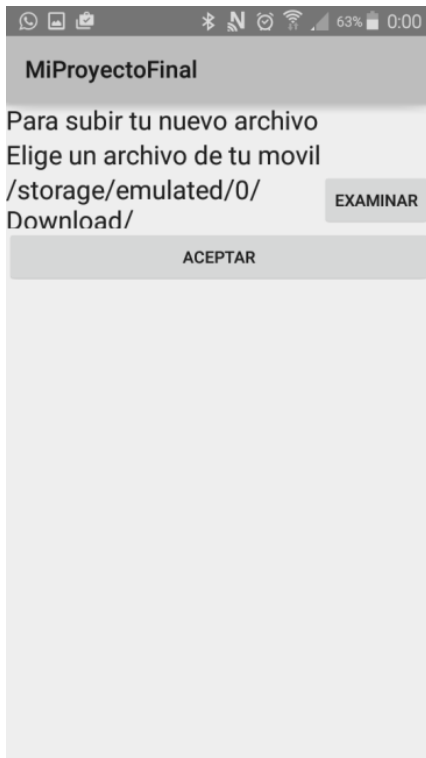 63% 0:00
MiProyectoFinal
Para subir tu nuevo archivo
Elige un archivo de tu movil
/storage/emulated/0/
Download/
EXAMINAR
ACEPTAR